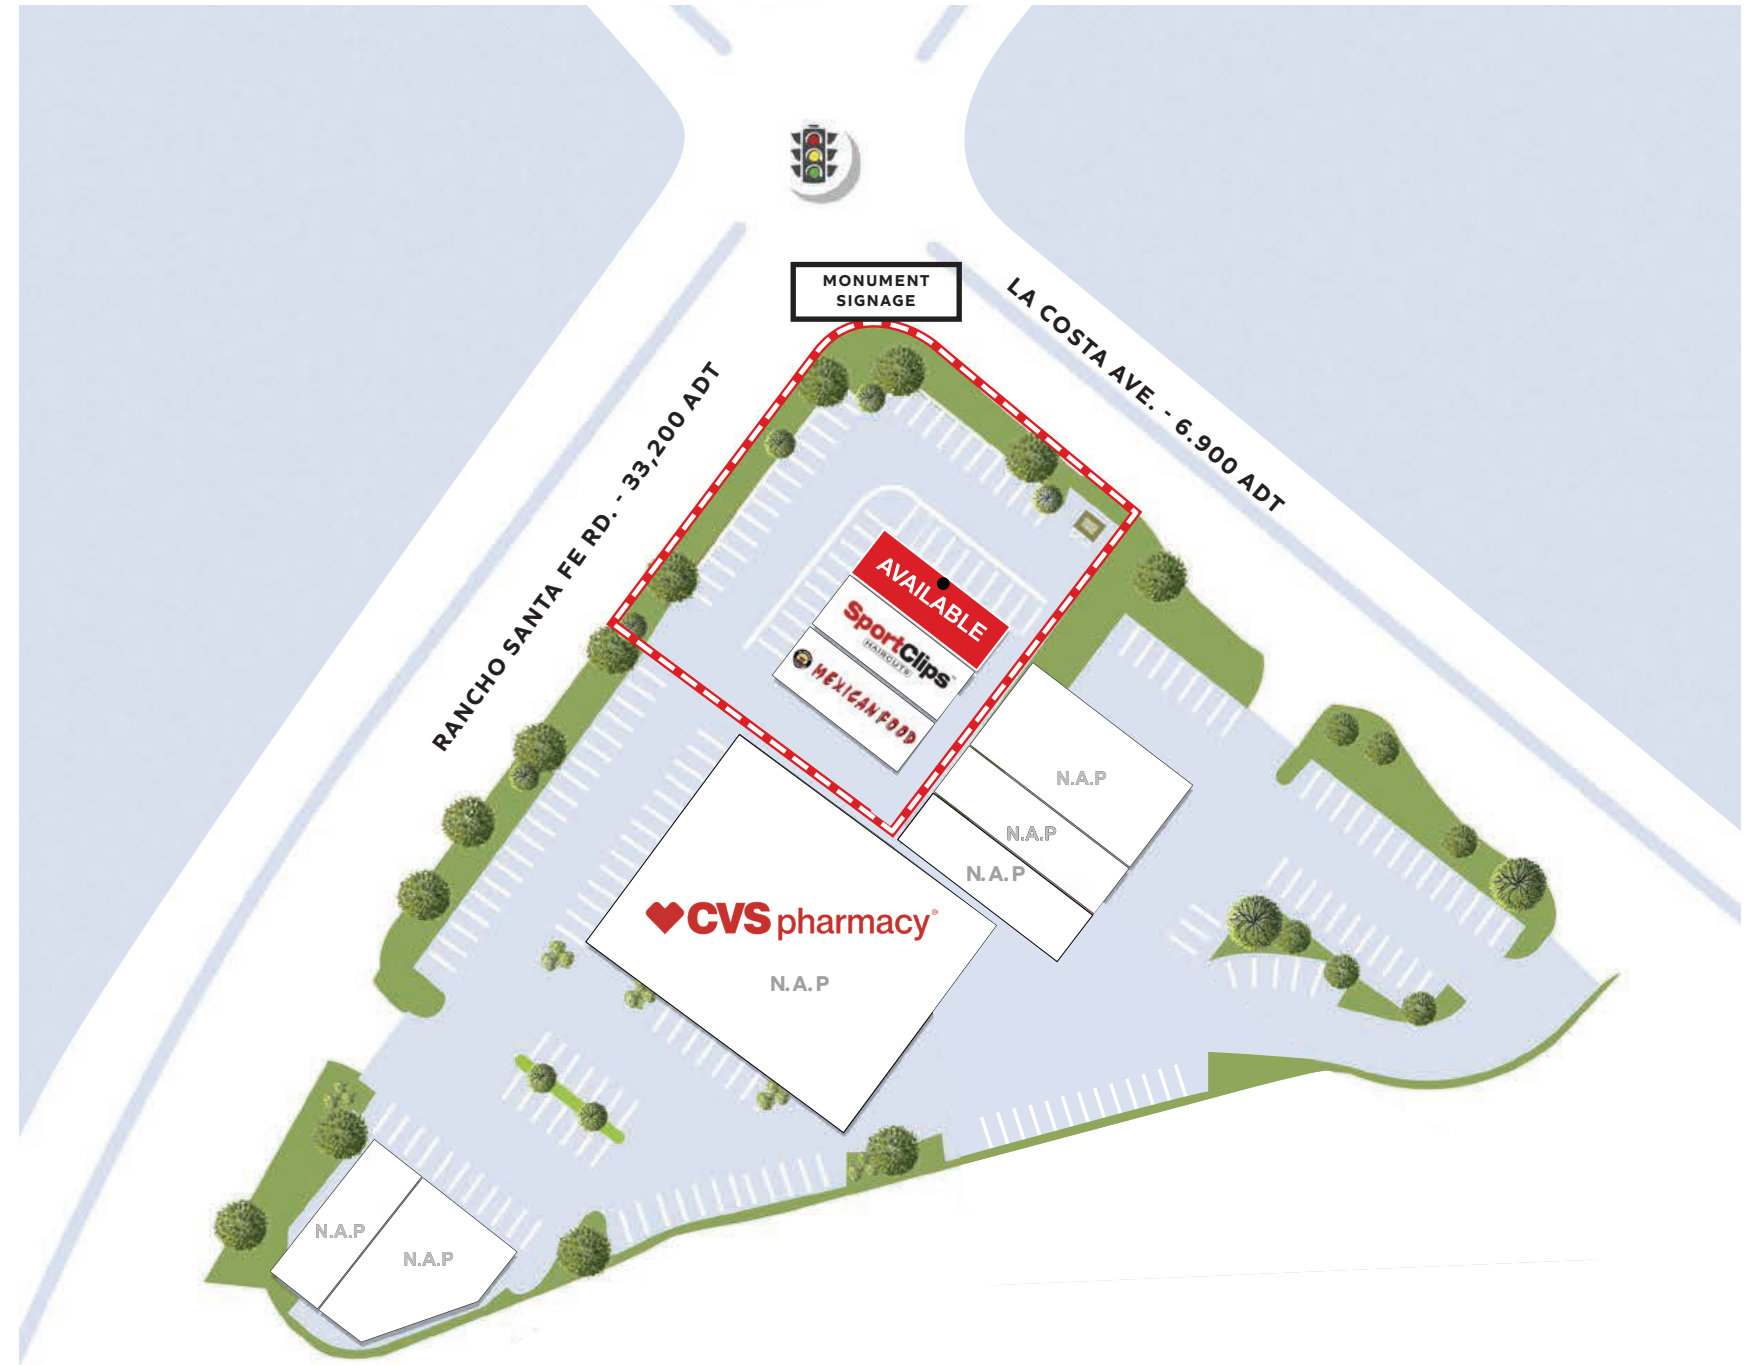 MONUMENT
SIGNAGE
LA COSTA AVE. - 6.900 ADT
RANCHO SANTA FE RD. - 33,200 ADT
AVAILABLE
SportClips
HAIRCUTS
MEXICAN FOOD
N.A.P
N.A.P
N.A.P
CVS pharmacy®
N.A.P
N.A.P
N.A.P